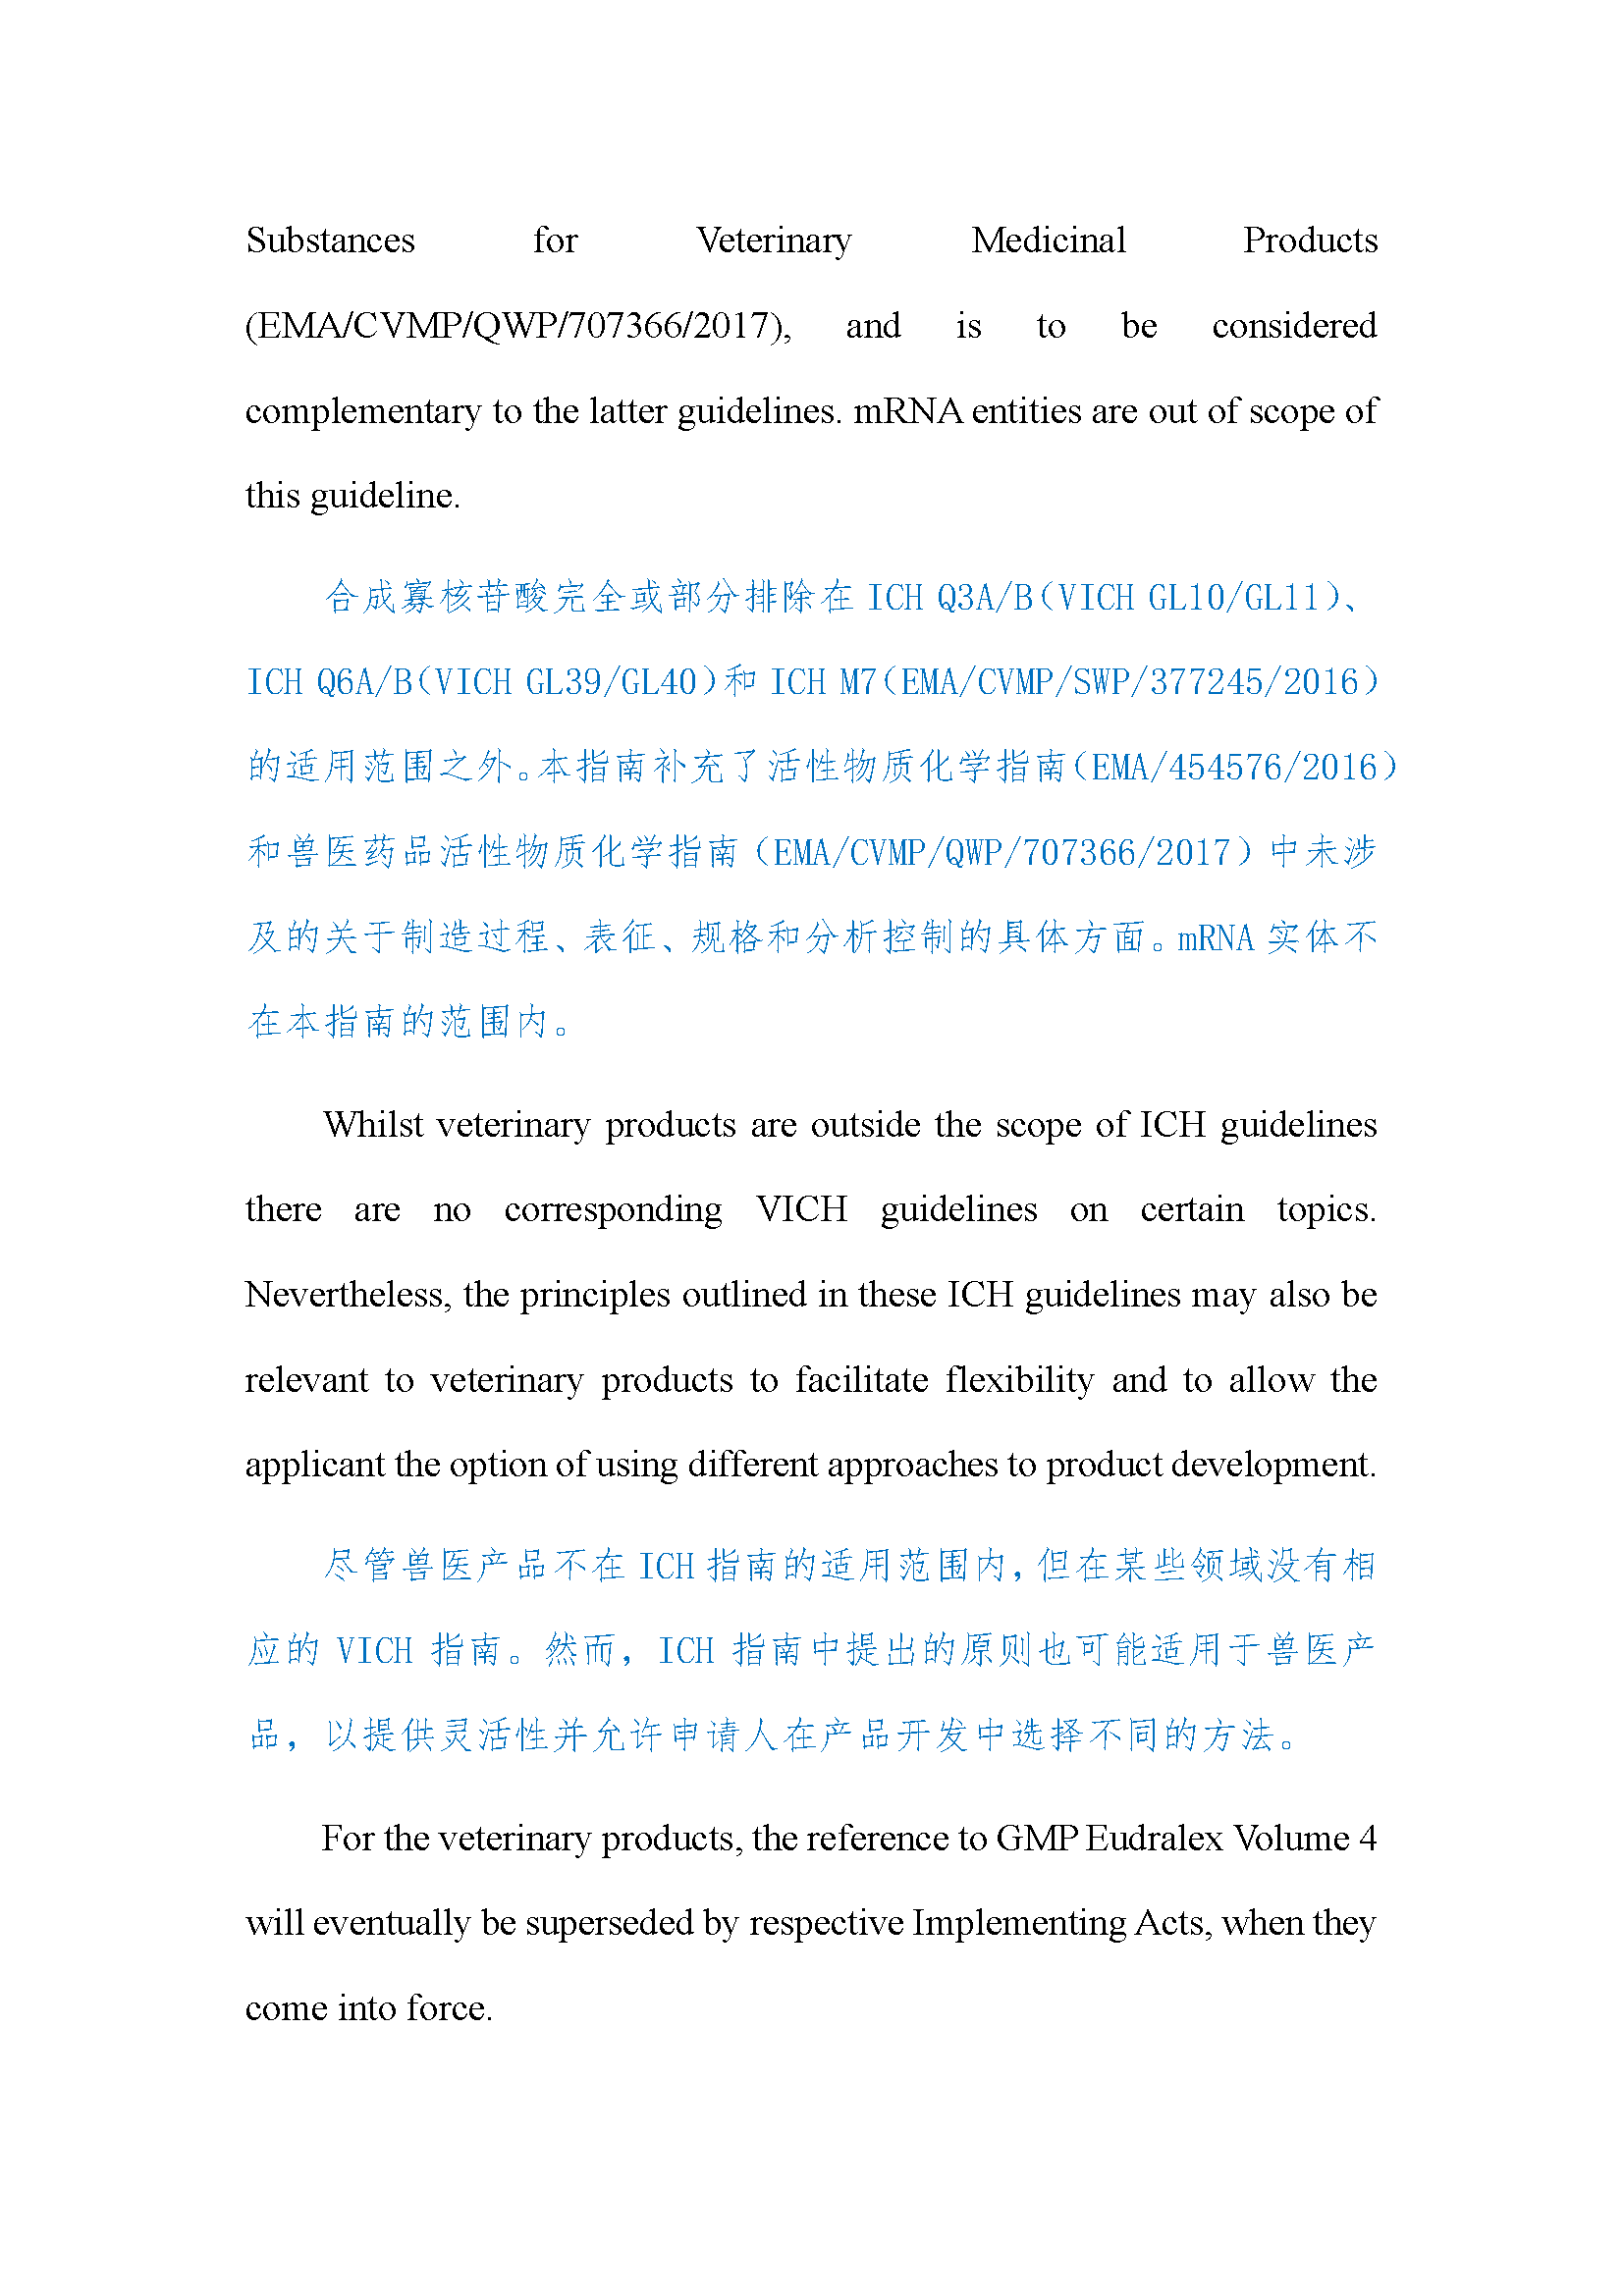 Substances for Veterinary Medicinal Products
(EMA/CVMP/QWP/707366/2017), and is to be considered
complementary to the latter guidelines. mRNA entities are out of scope of
this guideline.
合成寡核苷酸完全或部分排除在 ICH Q3A/B（VICH GL10/GL11）、
ICH Q6A/B（VICH GL39/GL40）和 ICH M7（EMA/CVMP/SWP/377245/2016）
的适用范围之外。本指南补充了活性物质化学指南（EMA/454576/2016）
和兽医药品活性物质化学指南（EMA/CVMP/QWP/707366/2017）中未涉
及的关于制造过程、表征、规格和分析控制的具体方面。mRNA 实体不
在本指南的范围内。
Whilst veterinary products are outside the scope of ICH guidelines
there are no corresponding VICH guidelines on certain topics.
Nevertheless, the principles outlined in these ICH guidelines may also be
relevant to veterinary products to facilitate flexibility and to allow the
applicant the option of using different approaches to product development.
尽管兽医产品不在 ICH 指南的适用范围内，但在某些领域没有相
应的 VICH 指南。然而，ICH 指南中提出的原则也可能适用于兽医产
品，以提供灵活性并允许申请人在产品开发中选择不同的方法。
For the veterinary products, the reference to GMP Eudralex Volume 4
will eventually be superseded by respective Implementing Acts, when they
come into force.